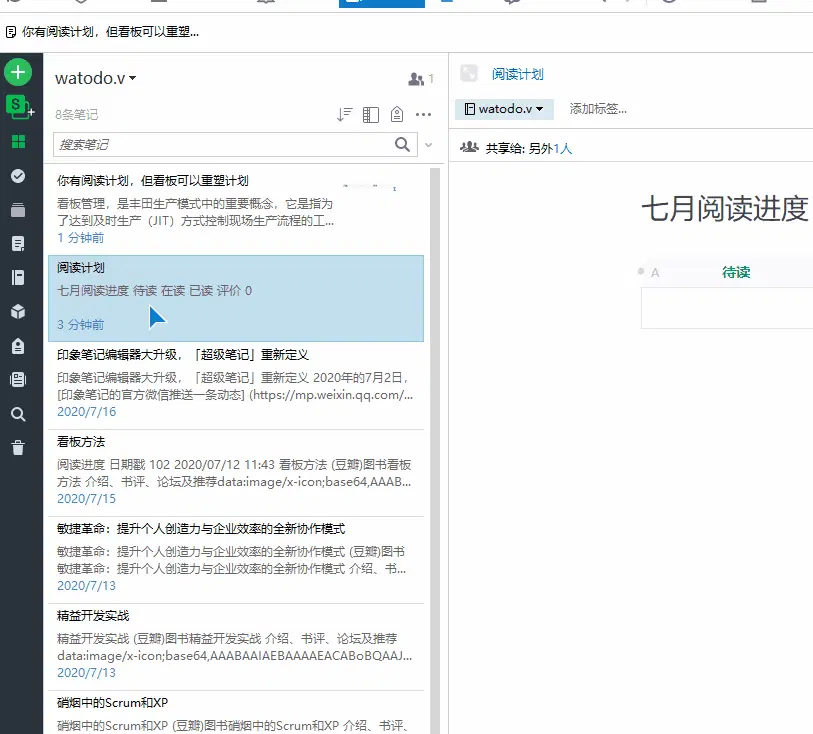 你有阅读计划，但看板可以重塑...
S
watodo.v
1
8条笔记
搜索笔记
你有阅读计划，但看板可以重塑计划
看板管理，是丰田生产模式中的重要概念，它是指为
了达到及时生产（JIT）方式控制现场生产流程的工...
1 分钟前
阅读计划
七月阅读进度 待读 在读 已读 评价 0
3 分钟前
印象笔记编辑器大升级，「超级笔记」重新定义
印象笔记编辑器大升级，「超级笔记」重新定义 2020年的7月2日，
[印象笔记的官方微信推送一条动态] (https://mp.weixin.qq.com/...
2020/7/16
看板方法
阅读进度 日期戳 102 2020/07/12 11:43 看板方法 (豆瓣)图书看板
方法 介绍、书评、论坛及推荐data:image/x-icon;base64,AAAB...
2020/7/15
敏捷革命：提升个人创造力与企业效率的全新协作模式
敏捷革命：提升个人创造力与企业效率的全新协作模式 (豆瓣)图书
敏捷革命：提升个人创造力与企业效率的全新协作模式 介绍、书...
2020/7/13
精益开发实战
精益开发实战 (豆瓣)图书精益开发实战 介绍、书评、论坛及推荐
data:image/x-icon;base64,AAABAAIAEBAAAAEACABoBQAAJ...
2020/7/13
硝烟中的Scrum和XP
硝烟中的Scrum和XP (豆瓣)图书硝烟中的Scrum和XP 介绍、书评、
阅读计划
watodo.v
添加标签...
共享给: 另外1人
七月阅读进度
A
待读